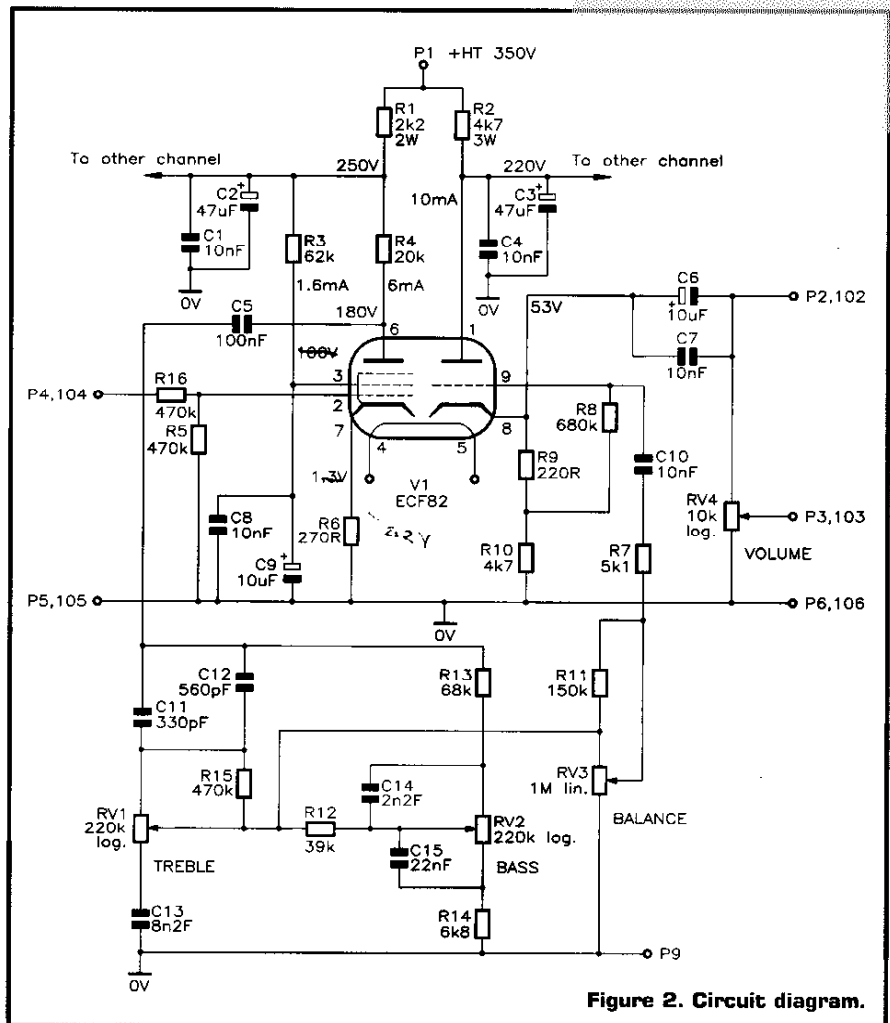 P1 +HT 350V
R1
2k2
2W
R2
4k7
3W
To other channel
250V
220V
To other channel
C2
47uF
+
10mA
C3
47uF
+
C1
10nF
R3
62k
R4
20k
C4
10nF
C6
10uF
+
0V
1.6mA
6mA
0V
C5
100nF
180V
53V
P2,102
6
1
C7
10nF
100V
3
9
P4,104
R16
470k
2
R8
680k
7
8
R5
470k
4
5
R9
220R
C10
10nF
1.3V
V1
ECF82
RV4
10k
log.
P3,103
C8
10nF
R6
270R
2.2V
VOLUME
C9
10uF
+
R10
4k7
R7
5k1
P5,105
P6,106
0V
C12
560pF
R13
68k
R11
150k
C11
330pF
R15
470k
C14
2n2F
RV3
1M lin.
RV1
220k
log.
R12
39k
RV2
220k log.
BALANCE
C15
22nF
TREBLE
BASS
C13
8n2F
R14
6k8
P9
0V
Figure 2. Circuit diagram.